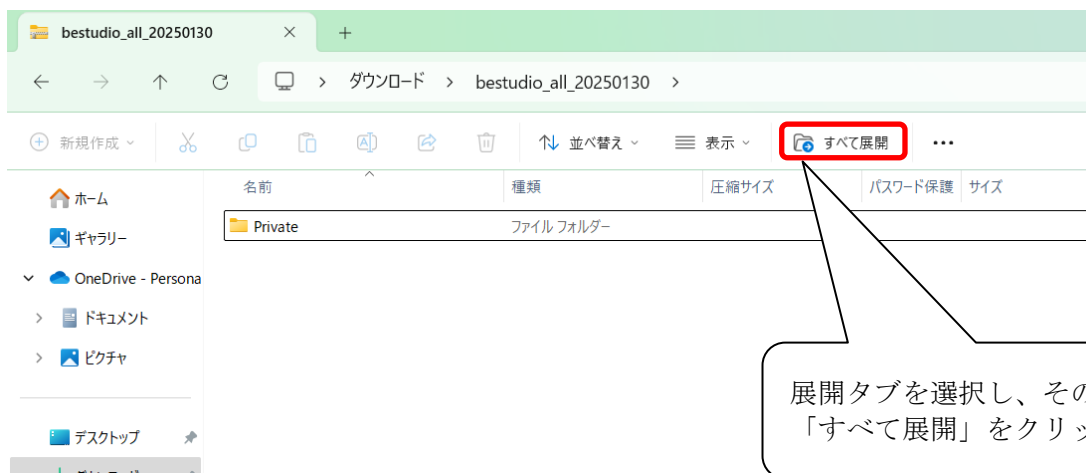 bestudio_all_20250130
ダウンロード > bestudio_all_20250130 >
新規作成 並べ替え 表示 すべて展開 ...
名前 種類 圧縮サイズ パスワード保護 サイズ
ホーム
Private ファイル フォルダー
ギャラリー
OneDrive - Persona
ドキュメント
ピクチャ
展開タブを選択し、その
「すべて展開」をクリッ
デスクトップ